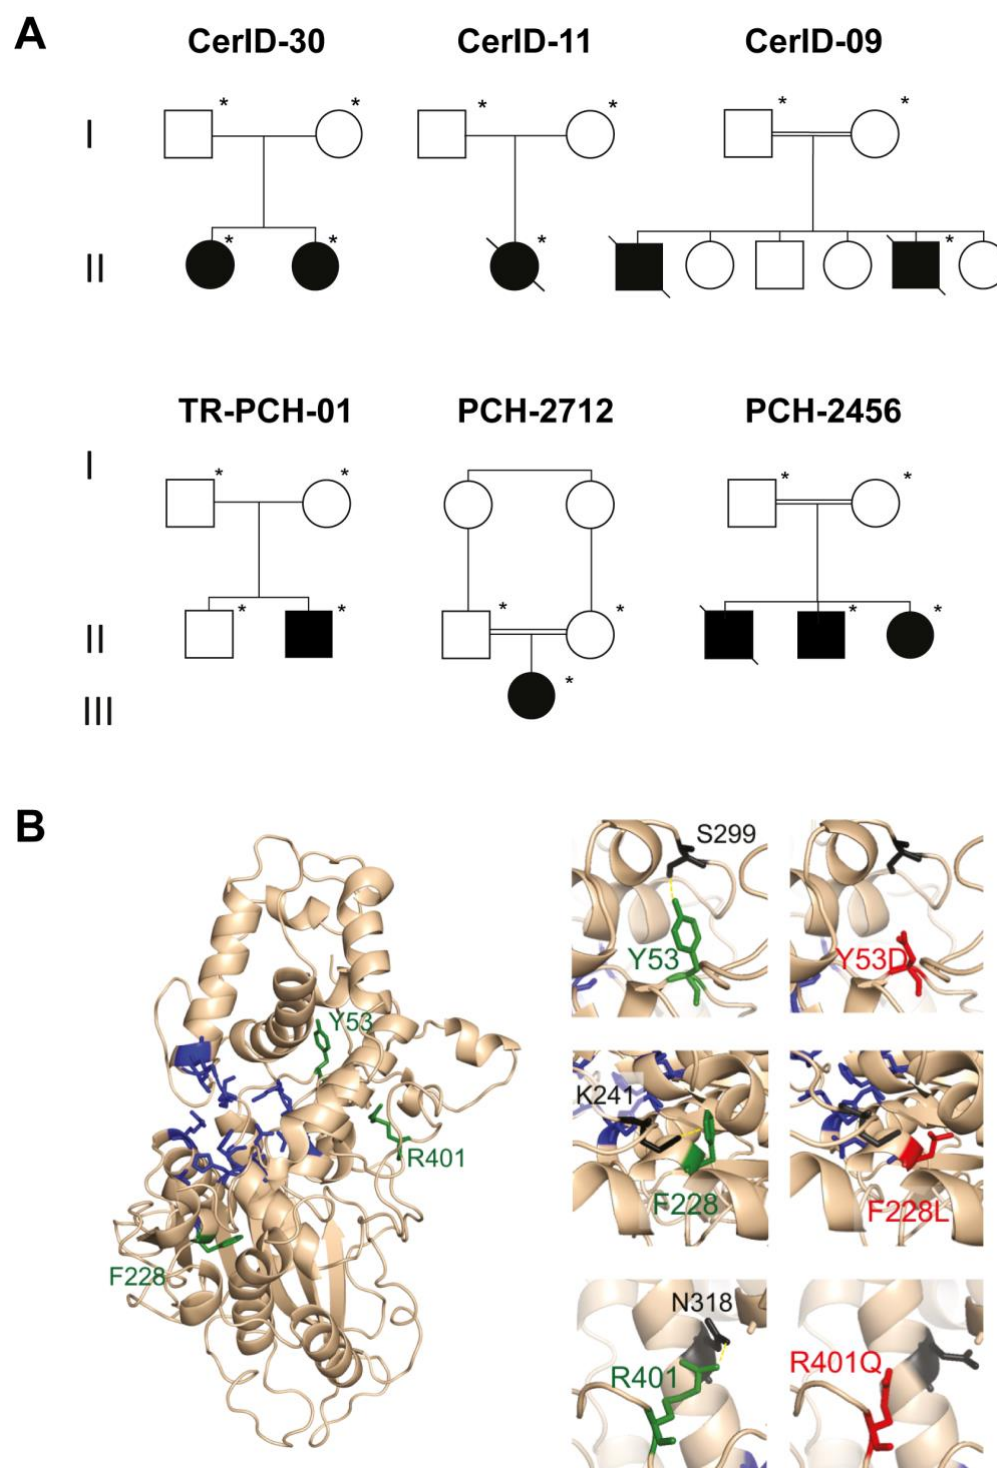 A
CerID-30 CerID-11 CerID-09
I
* * * * * *
II
* * * *
TR-PCH-01 PCH-2712 PCH-2456
I
* * * *
II
* * * * * *
III
*
B
S299
Y53 Y53D
Y53
R401
F228
K241
F228 F228L
N318
R401 R401Q